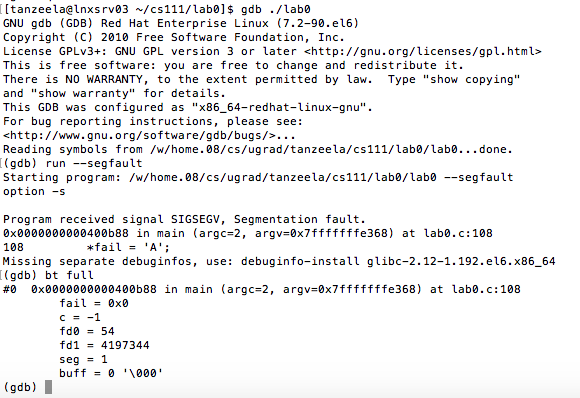 [[tanzeela@lnxsrv03 ~/cs111/lab0]$ gdb ./lab0
GNU gdb (GDB) Red Hat Enterprise Linux (7.2-90.el6)
Copyright (C) 2010 Free Software Foundation, Inc.
License GPLv3+: GNU GPL version 3 or later <http://gnu.org/licenses/gpl.html>
This is free software: you are free to change and redistribute it.
There is NO WARRANTY, to the extent permitted by law.  Type "show copying"
and "show warranty" for details.
This GDB was configured as "x86_64-redhat-linux-gnu".
For bug reporting instructions, please see:
<http://www.gnu.org/software/gdb/bugs/>...
Reading symbols from /w/home.08/cs/ugrad/tanzeela/cs111/lab0/lab0...done.
[(gdb) run --segfault
Starting program: /w/home.08/cs/ugrad/tanzeela/cs111/lab0/lab0 --segfault
option -s

Program received signal SIGSEGV, Segmentation fault.
0x0000000000400b88 in main (argc=2, argv=0x7fffffffe368) at lab0.c:108
108	    *fail = 'A';
Missing separate debuginfos, use: debuginfo-install glibc-2.12-1.192.el6.x86_64
[(gdb) bt full
#0  0x0000000000400b88 in main (argc=2, argv=0x7fffffffe368) at lab0.c:108
        fail = 0x0
        c = -1
        fd0 = 54
        fd1 = 4197344
        seg = 1
        buff = 0 '\000'
(gdb)